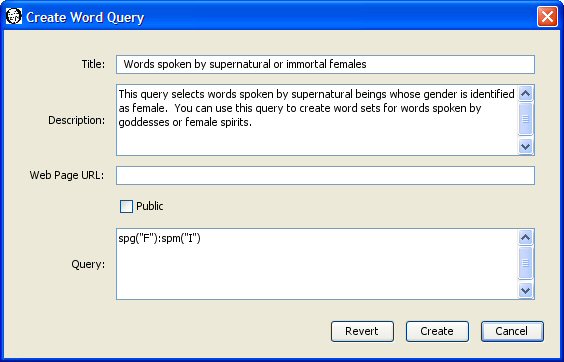 Create Word Query
Title: Words spoken by supernatural or immortal females
Description: This query selects words spoken by supernatural beings whose gender is identified
as female.  You can use this query to create word sets for words spoken by
goddesses or female spirits.
Web Page URL:
Public
Query: spg("F"):spm("I")
Revert Create Cancel